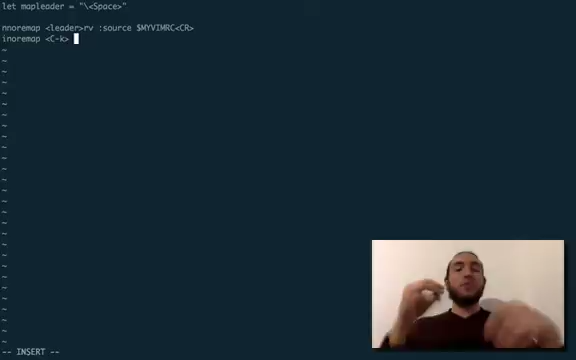 let mapleader = "\<Space>"
nnoremap <leader>rv :source $MYVIMRC<CR>
inoremap <C-k>
-- INSERT --